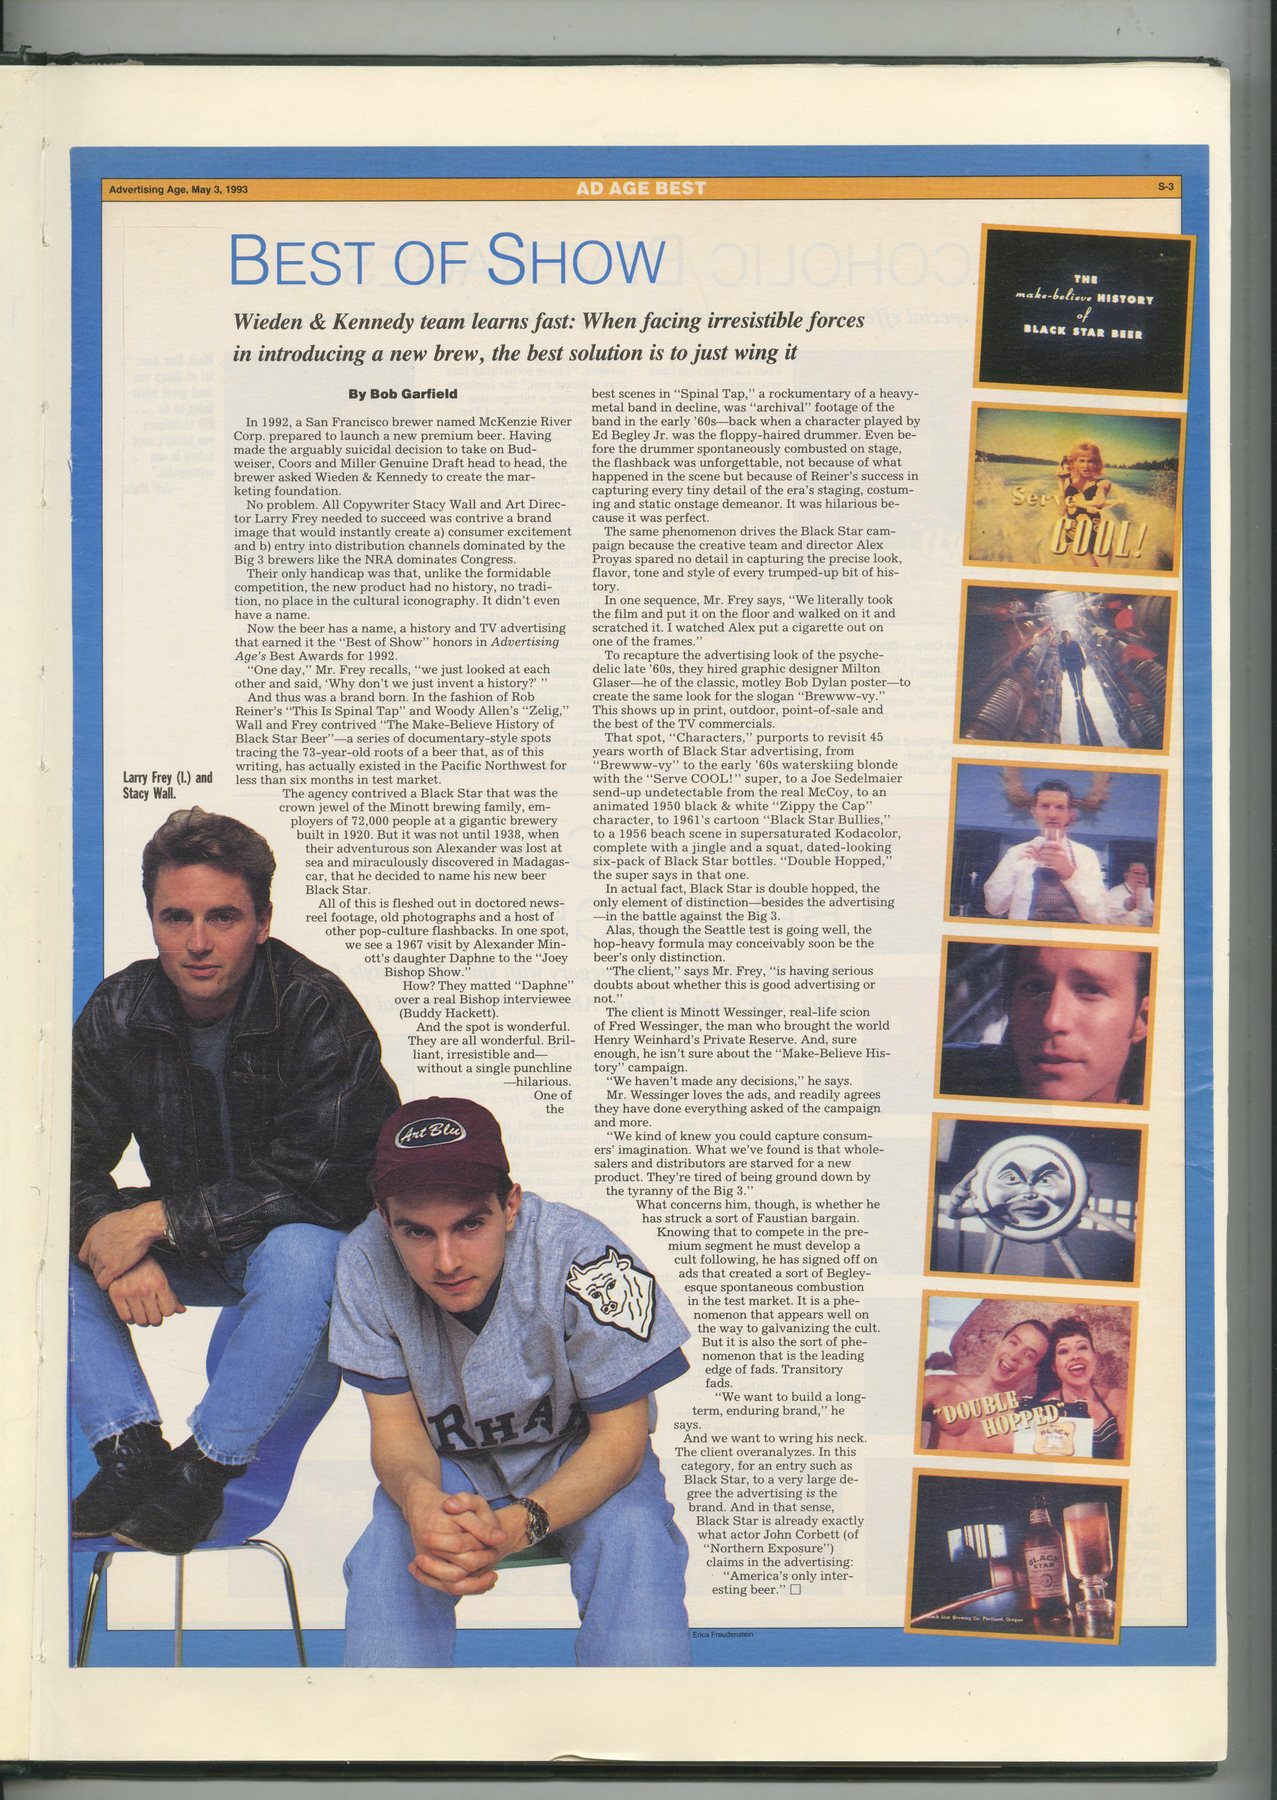 Advertising Age, May 3, 1993
AD AGE BEST
S-3
BEST OF SHOW
Wieden & Kennedy team learns fast: When facing irresistible forces
in introducing a new brew, the best solution is to just wing it
By Bob Garfield
In 1992, a San Francisco brewer named McKenzie River
Corp. prepared to launch a new premium beer. Having
made the arguably suicidal decision to take on Bud-
weiser, Coors and Miller Genuine Draft head to head, the
brewer asked Wieden & Kennedy to create the mar-
keting foundation.
No problem. All Copywriter Stacy Wall and Art Direc-
tor Larry Frey needed to succeed was contrive a brand
image that would instantly create a) consumer excitement
and b) entry into distribution channels dominated by the
Big 3 brewers like the NRA dominates Congress.
Their only handicap was that, unlike the formidable
competition, the new product had no history, no tradi-
tion, no place in the cultural iconography. It didn't even
have a name.
Now the beer has a name, a history and TV advertising
that earned it the "Best of Show" honors in Advertising
Age's Best Awards for 1992.
"One day," Mr. Frey recalls, "we just looked at each
other and said, 'Why don't we just invent a history?' "
And thus was a brand born. In the fashion of Rob
Reiner's "This Is Spinal Tap" and Woody Allen's "Zelig,"
Wall and Frey contrived "The Make-Believe History of
Black Star Beer"—a series of documentary-style spots
tracing the 73-year-old roots of a beer that, as of this
writing, has actually existed in the Pacific Northwest for
less than six months in test market.
The agency contrived a Black Star that was the
crown jewel of the Minott brewing family, em-
ployers of 72,000 people at a gigantic brewery
built in 1920. But it was not until 1938, when
their adventurous son Alexander was lost at
sea and miraculously discovered in Madagas-
car, that he decided to name his new beer
Black Star.
All of this is fleshed out in doctored news-
reel footage, old photographs and a host of
other pop-culture flashbacks. In one spot,
we see a 1967 visit by Alexander Min-
ott's daughter Daphne to the "Joey
Bishop Show."
How? They matted "Daphne"
over a real Bishop interviewee
(Buddy Hackett).
And the spot is wonderful.
They are all wonderful. Bril-
liant, irresistible and—
without a single punchline
—hilarious.
One of
the
best scenes in "Spinal Tap," a rockumentary of a heavy-
metal band in decline, was "archival" footage of the
band in the early '60s—back when a character played by
Ed Begley Jr. was the floppy-haired drummer. Even be-
fore the drummer spontaneously combusted on stage,
the flashback was unforgettable, not because of what
happened in the scene but because of Reiner's success in
capturing every tiny detail of the era's staging, costum-
ing and static onstage demeanor. It was hilarious be-
cause it was perfect.
The same phenomenon drives the Black Star cam-
paign because the creative team and director Alex
Proyas spared no detail in capturing the precise look,
flavor, tone and style of every trumped-up bit of his-
tory.
In one sequence, Mr. Frey says, "We literally took
the film and put it on the floor and walked on it and
scratched it. I watched Alex put a cigarette out on
one of the frames."
To recapture the advertising look of the psyche-
delic late '60s, they hired graphic designer Milton
Glaser—he of the classic, motley Bob Dylan poster—to
create the same look for the slogan "Brewww-vy."
This shows up in print, outdoor, point-of-sale and
the best of the TV commercials.
That spot, "Characters," purports to revisit 45
years worth of Black Star advertising, from
"Brewww-vy" to the early '60s waterskiing blonde
with the "Serve COOL!" super, to a Joe Sedelmaier
send-up undetectable from the real McCoy, to an
animated 1950 black & white "Zippy the Cap"
character, to 1961's cartoon "Black Star Bullies,"
to a 1956 beach scene in supersaturated Kodacolor,
complete with a jingle and a squat, dated-looking
six-pack of Black Star bottles. "Double Hopped,"
the super says in that one.
In actual fact, Black Star is double hopped, the
only element of distinction—besides the advertising
—in the battle against the Big 3.
Alas, though the Seattle test is going well, the
hop-heavy formula may conceivably soon be the
beer's only distinction.
"The client," says Mr. Frey, "is having serious
doubts about whether this is good advertising or
not."
The client is Minott Wessinger, real-life scion
of Fred Wessinger, the man who brought the world
Henry Weinhard's Private Reserve. And, sure
enough, he isn't sure about the "Make-Believe His-
tory" campaign.
"We haven't made any decisions," he says.
Mr. Wessinger loves the ads, and readily agrees
they have done everything asked of the campaign
and more.
"We kind of knew you could capture consum-
ers' imagination. What we've found is that whole-
salers and distributors are starved for a new
product. They're tired of being ground down by
the tyranny of the Big 3."
What concerns him, though, is whether he
has struck a sort of Faustian bargain.
Knowing that to compete in the pre-
mium segment he must develop a
cult following, he has signed off on
ads that created a sort of Begley-
esque spontaneous combustion
in the test market. It is a phe-
nomenon that appears well on
the way to galvanizing the cult.
But it is also the sort of phe-
nomenon that is the leading
edge of fads. Transitory
fads.
"We want to build a long-
term, enduring brand," he
says.
And we want to wring his neck.
The client overanalyzes. In this
category, for an entry such as
Black Star, to a very large de-
gree the advertising is the
brand. And in that sense,
Black Star is already exactly
what actor John Corbett (of
"Northern Exposure")
claims in the advertising:
"America's only inter-
esting beer." □
Larry Frey (l.) and
Stacy Wall.
Art Blu
RHA
Erica Freudenstein
THE
make-believe HISTORY
of
BLACK STAR BEER
Serve
COOL!
"DOUBLE
HOPPED"
BLACK
STAR
BLACK
STAR
Black Star Brewing Co. Portland, Oregon